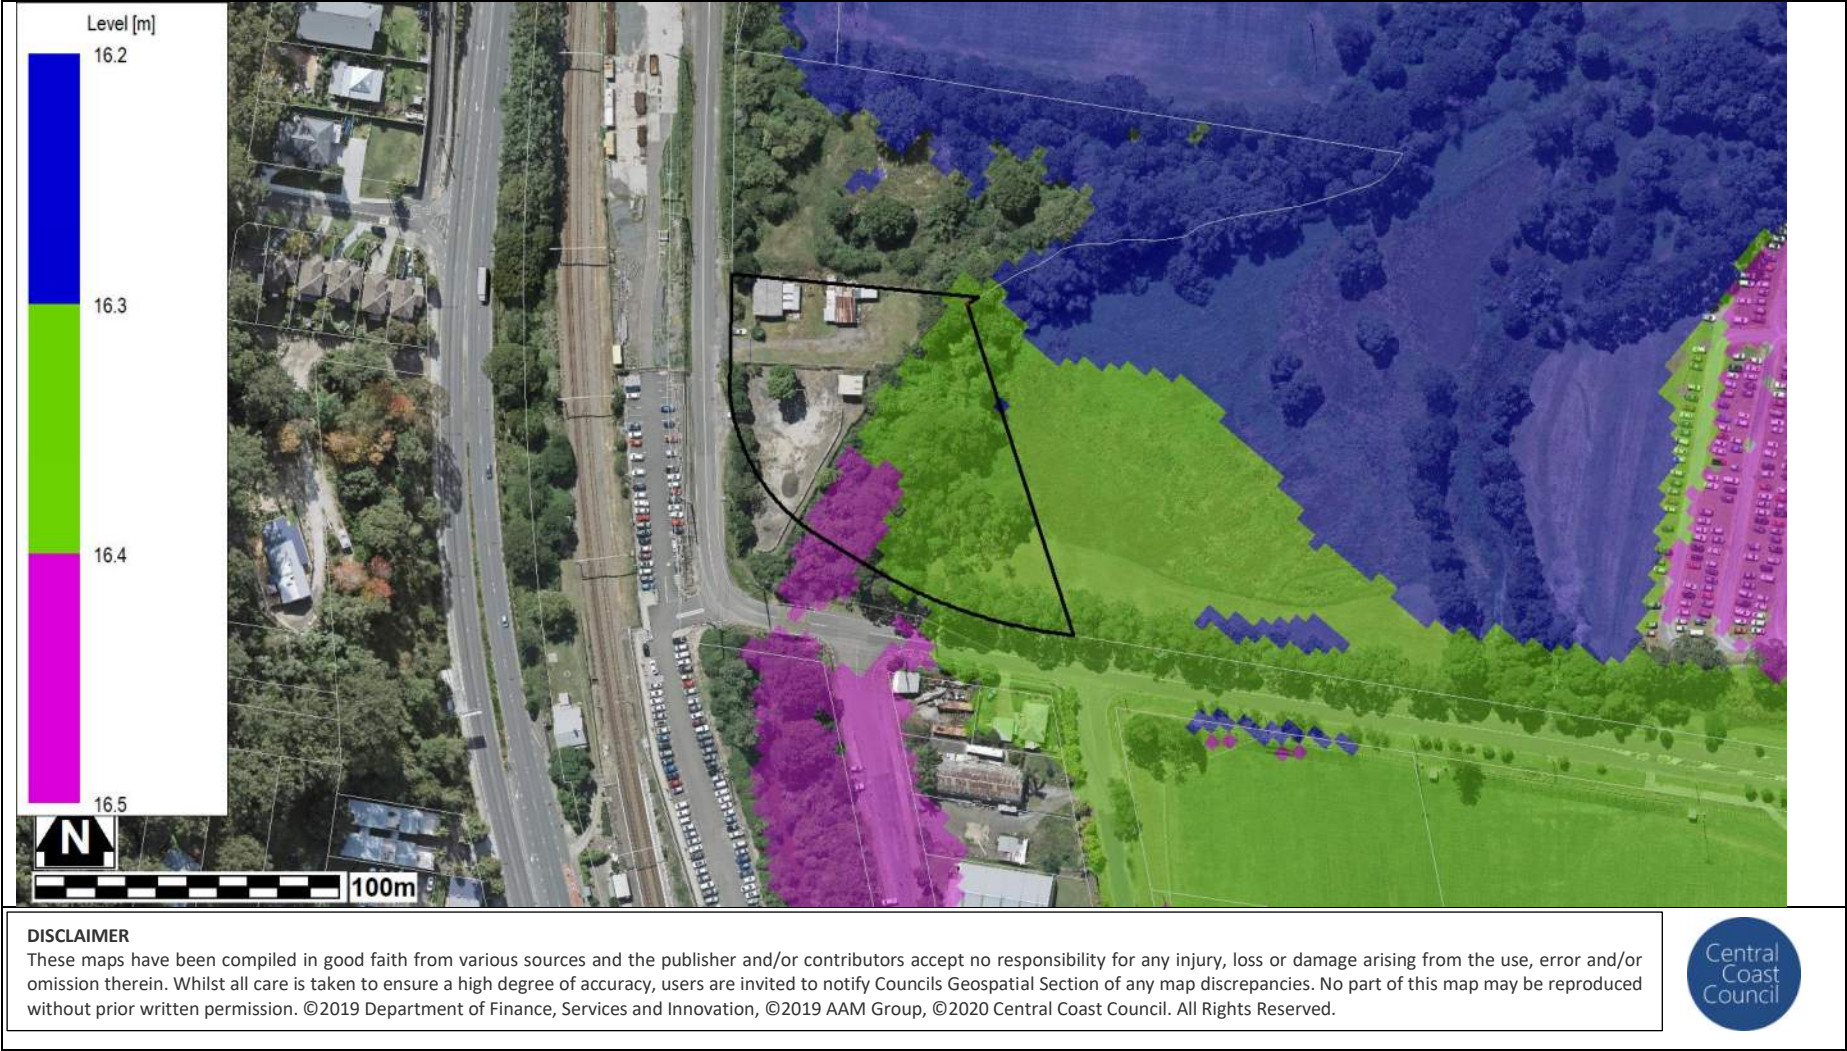 Level [m]
16.2
16.3
16.4
16.5
N
100m
DISCLAIMER
These maps have been compiled in good faith from various sources and the publisher and/or contributors accept no responsibility for any injury, loss or damage arising from the use, error and/or
omission therein. Whilst all care is taken to ensure a high degree of accuracy, users are invited to notify Councils Geospatial Section of any map discrepancies. No part of this map may be reproduced
without prior written permission. ©2019 Department of Finance, Services and Innovation, ©2019 AAM Group, ©2020 Central Coast Council. All Rights Reserved.
Central
Coast
Council